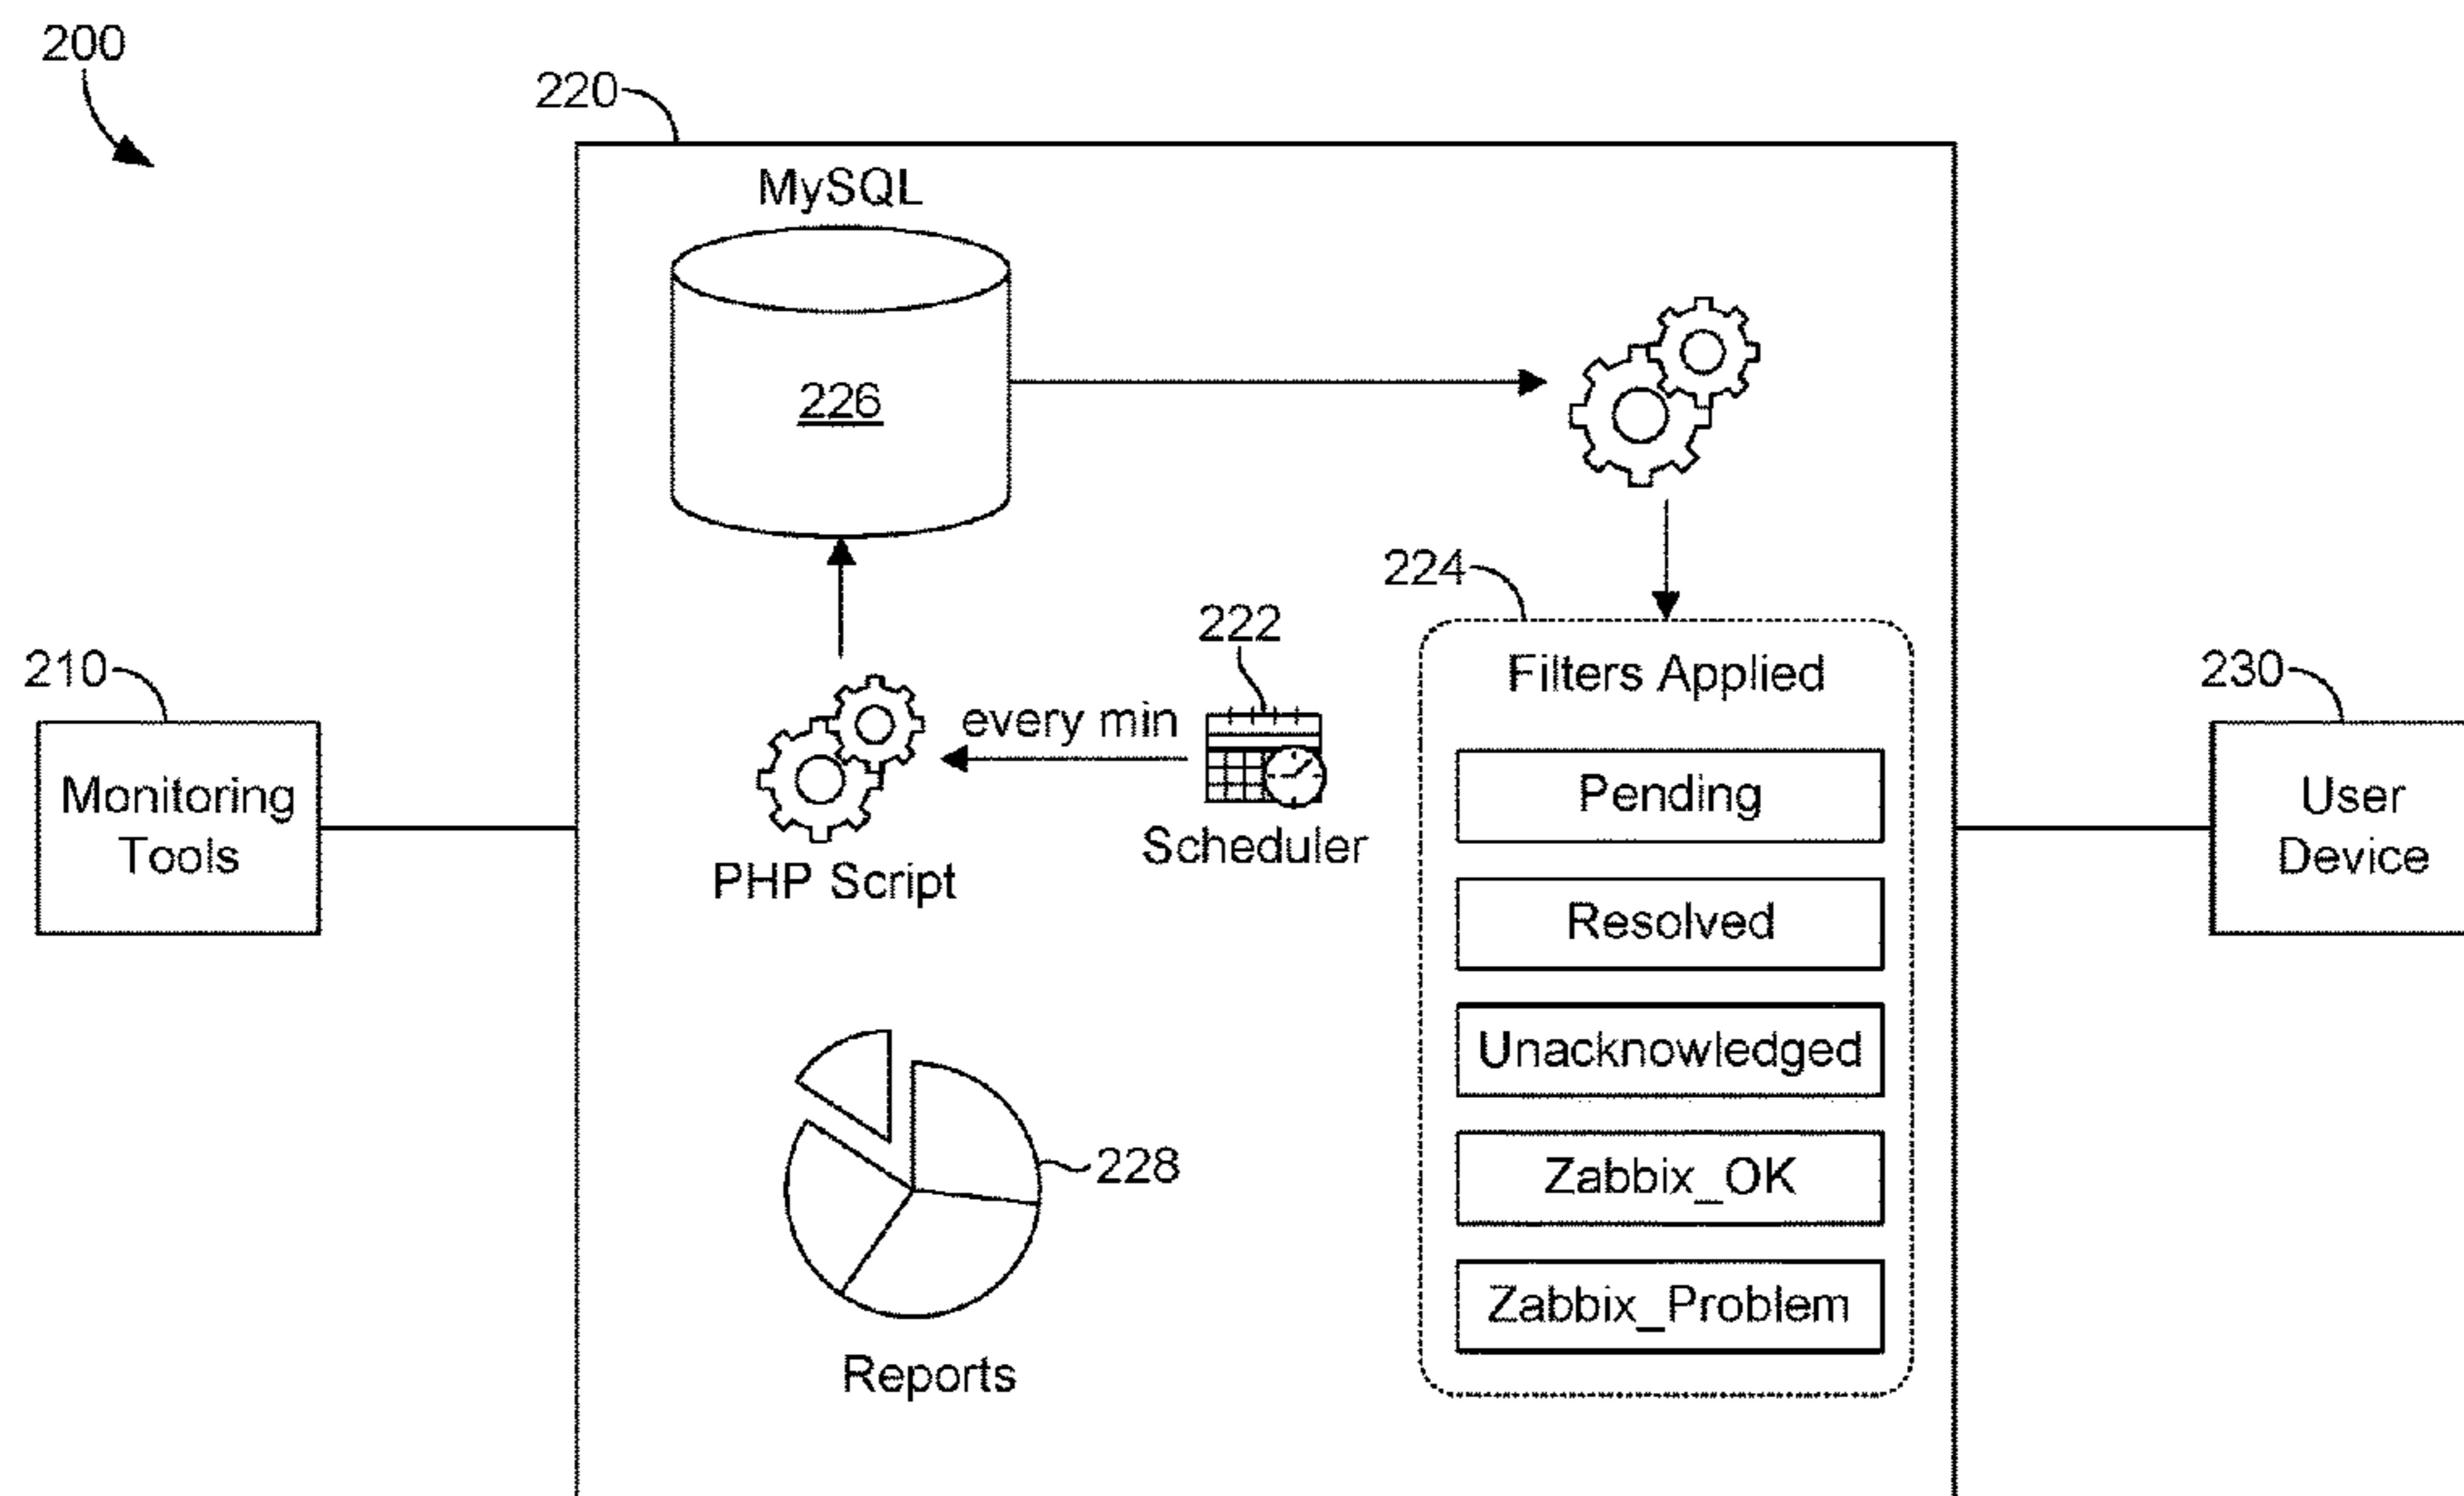 200
220
MySQL
226
224
222
210
Filters Applied
230
every min
Monitoring
Tools
Pending
User
Device
Scheduler
PHP Script
Resolved
Unacknowledged
228
Zabbix_OK
Zabbix_Problem
Reports